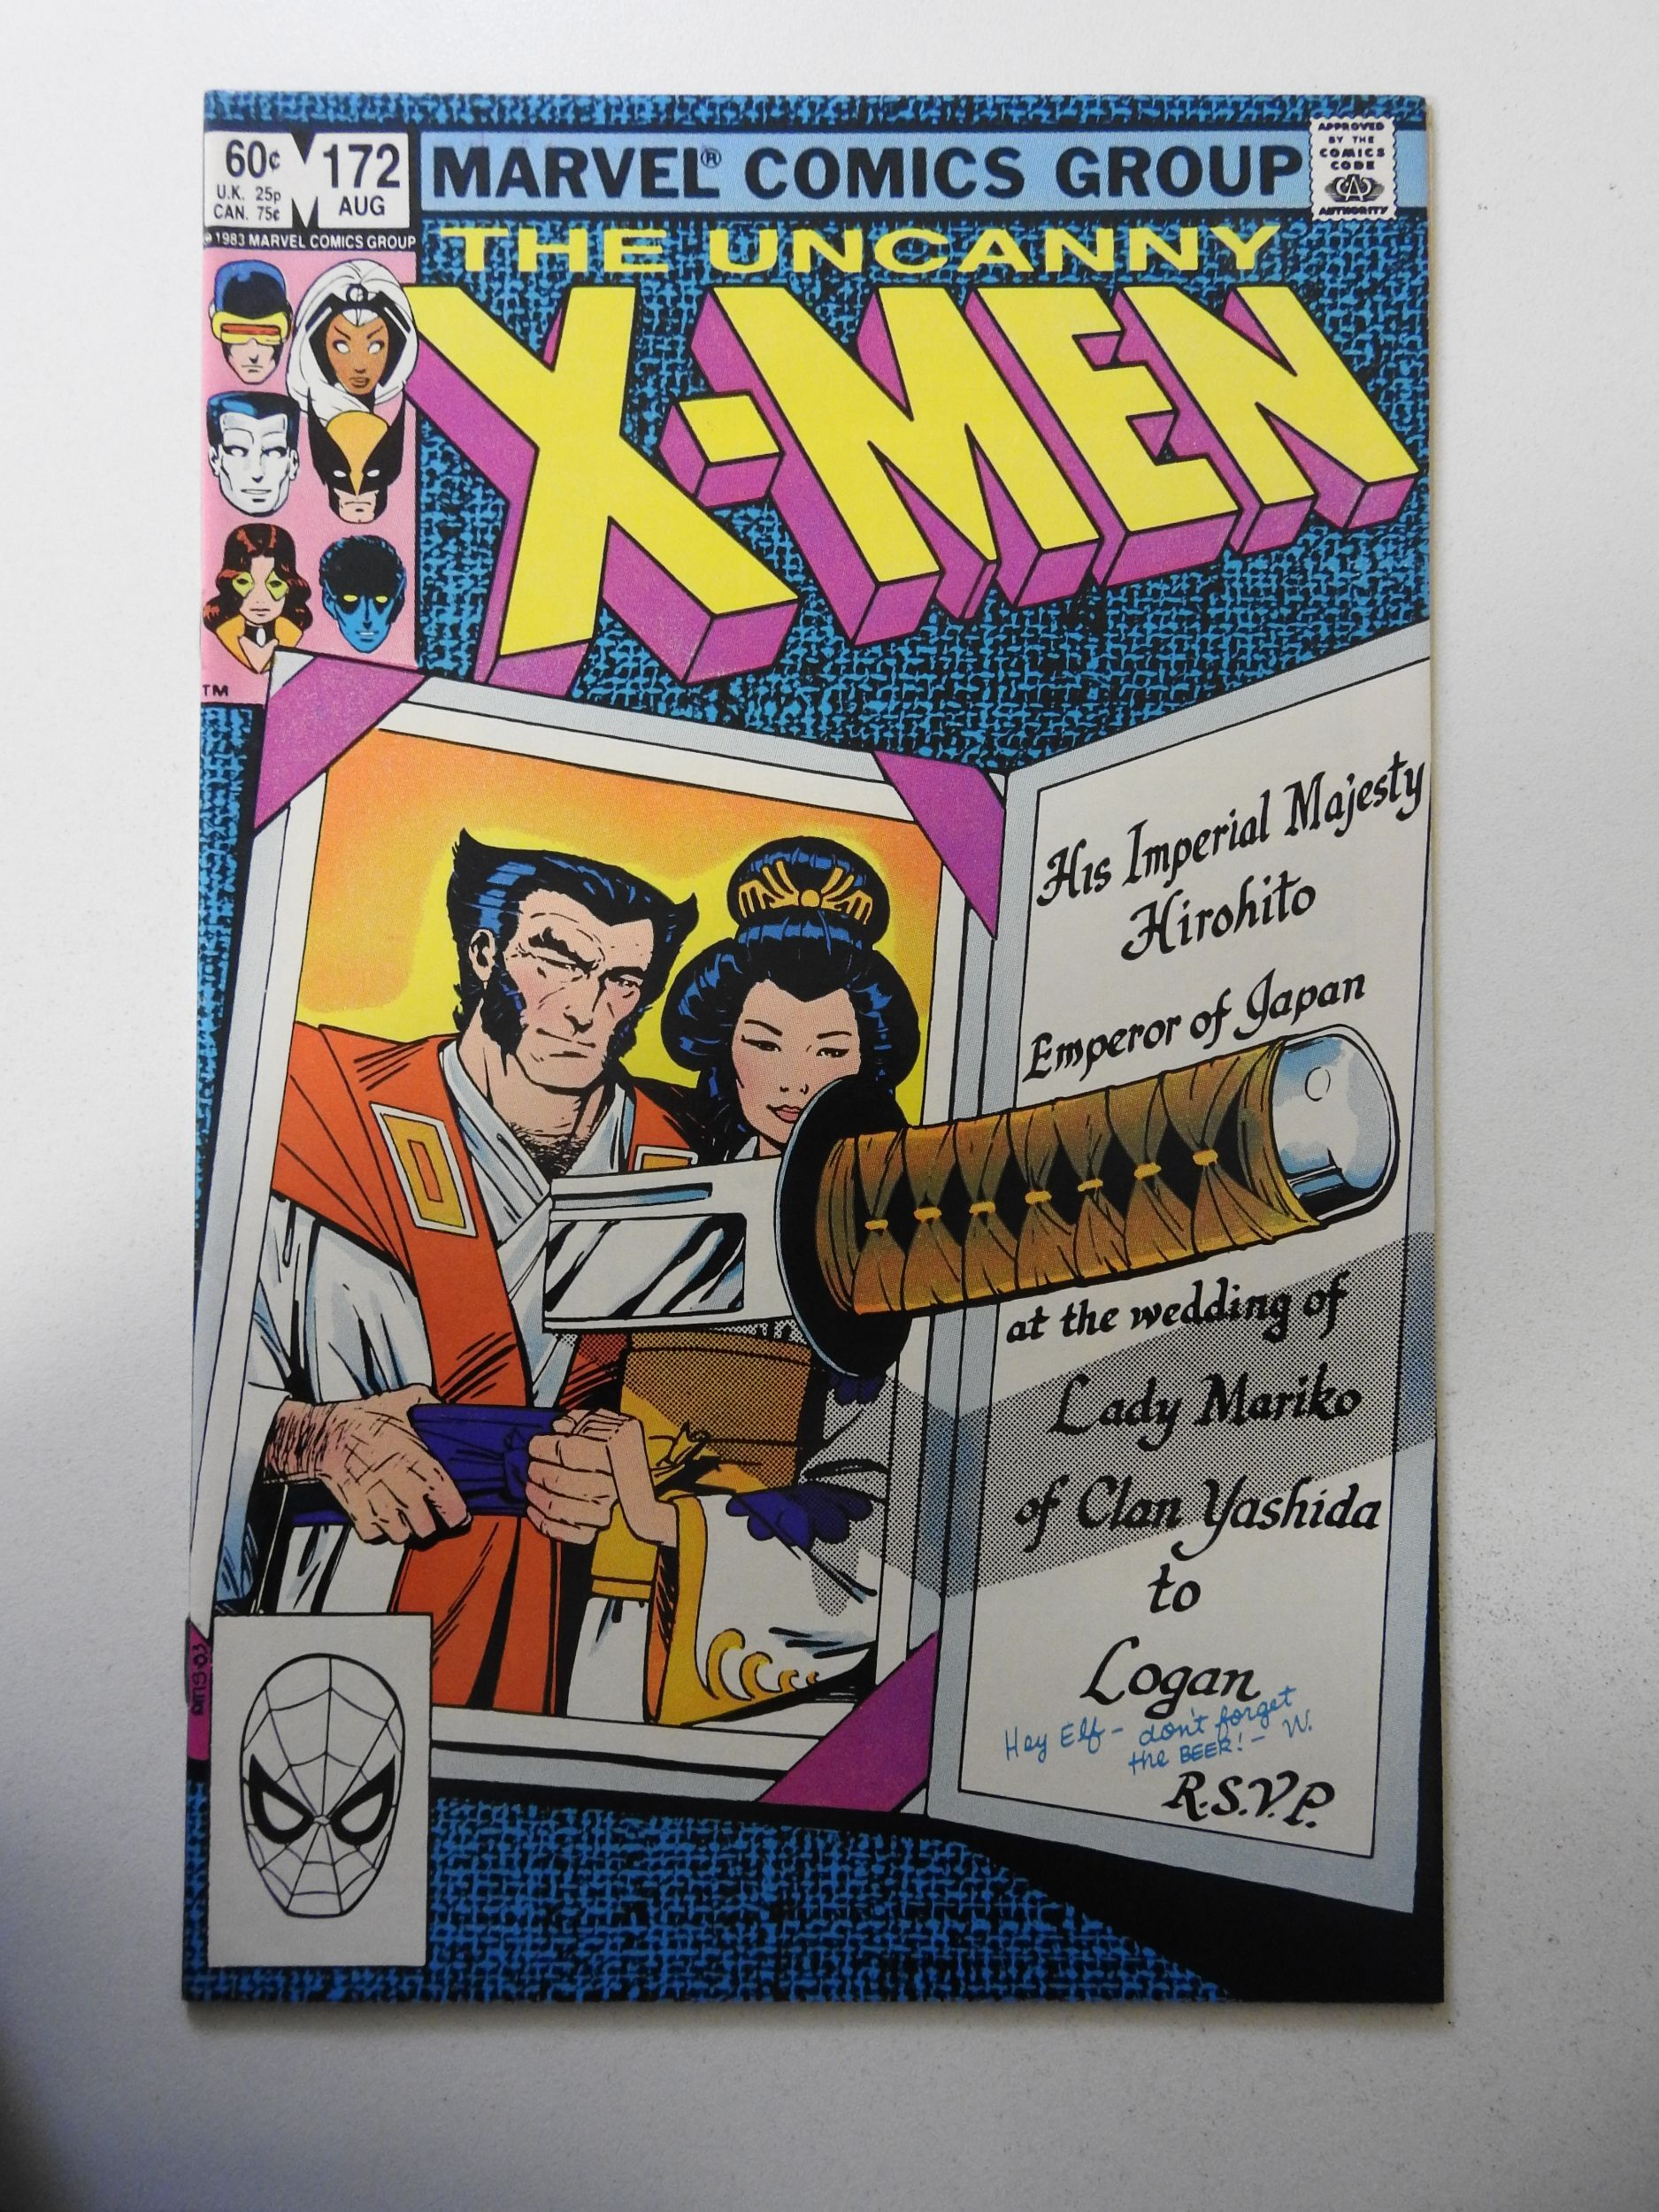 60¢
172
U.K. 25p
CAN. 75¢
AUG
MARVEL® COMICS GROUP
APPROVED
BY THE
COMICS
CODE
CA
AUTHORITY
© 1983 MARVEL COMICS GROUP
THE UNCANNY
X-MEN
TM
His Imperial Majesty
Hirohito
Emperor of Japan
at the wedding of
Lady Mariko
of Clan Yashida
to
Logan
Hey Elf - don't forget
the BEER! - W.
R.S.V.P.